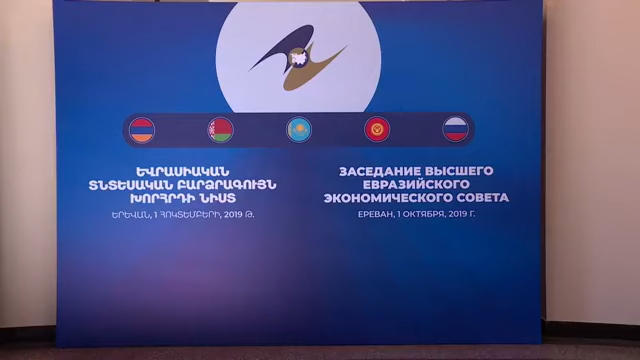 ԵՎՐԱՍԻԱԿԱՆ
ՏՆՏԵՍԱԿԱՆ ԲԱՐՁՐԱԳՈՒՅՆ
ԽՈՐՀՐԴԻ ՆԻՍՏ
ԵՐԵՎԱՆ, 1 ՀՈԿՏԵՄԲԵՐԻ, 2019 Թ.
ЗАСЕДАНИЕ ВЫСШЕГО
ЕВРАЗИЙСКОГО
ЭКОНОМИЧЕСКОГО СОВЕТА
ЕРЕВАН, 1 ОКТЯБРЯ, 2019 Г.